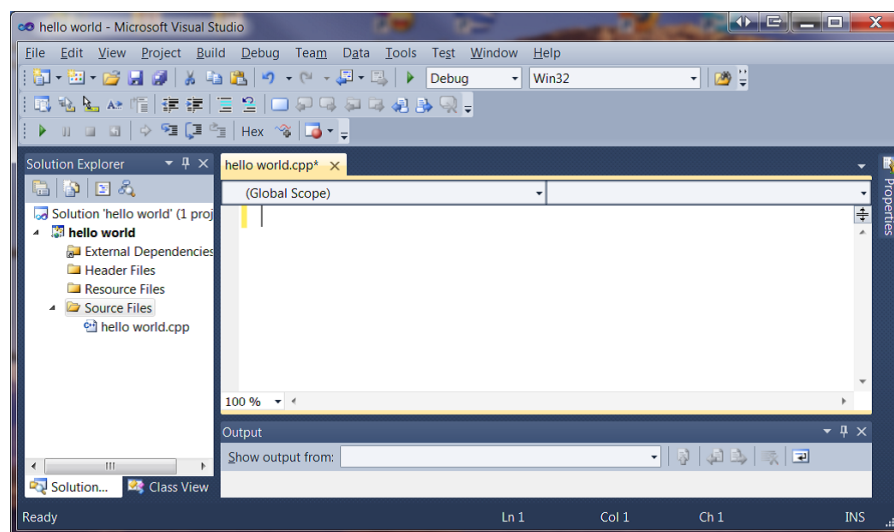 hello world - Microsoft Visual Studio
File Edit View Project Build Debug Team Data Tools Test Window Help
Debug Win32
Hex
Solution Explorer
hello world.cpp*
(Global Scope)
Properties
Solution 'hello world' (1 proj
hello world
External Dependencies
Header Files
Resource Files
Source Files
hello world.cpp
100 %
Output
Show output from:
Solution... Class View
Ready Ln 1 Col 1 Ch 1 INS